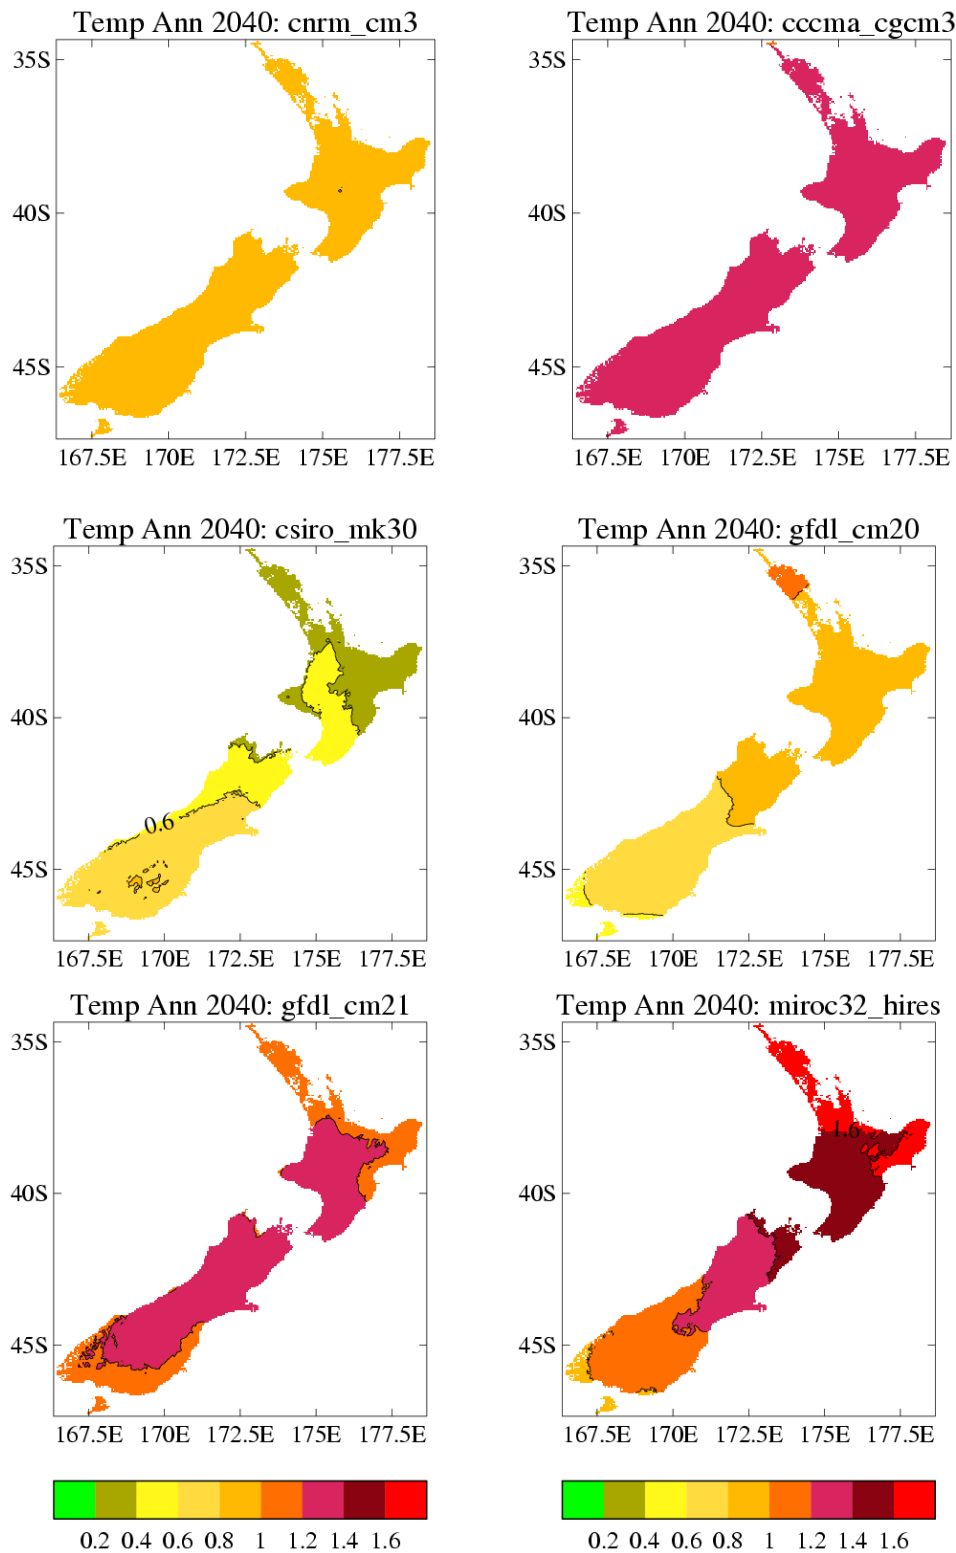 Temp Ann 2040: cnrm_cm3
Temp Ann 2040: cccma_cgcm3
35S
40S
45S
167.5E 170E 172.5E 175E 177.5E
35S
40S
45S
167.5E 170E 172.5E 175E 177.5E
Temp Ann 2040: csiro_mk30
Temp Ann 2040: gfdl_cm20
35S
40S
0.6
45S
167.5E 170E 172.5E 175E 177.5E
35S
40S
45S
167.5E 170E 172.5E 175E 177.5E
Temp Ann 2040: gfdl_cm21
Temp Ann 2040: miroc32_hires
35S
40S
45S
167.5E 170E 172.5E 175E 177.5E
35S
1.6
40S
45S
167.5E 170E 172.5E 175E 177.5E
0.2 0.4 0.6 0.8 1 1.2 1.4 1.6
0.2 0.4 0.6 0.8 1 1.2 1.4 1.6